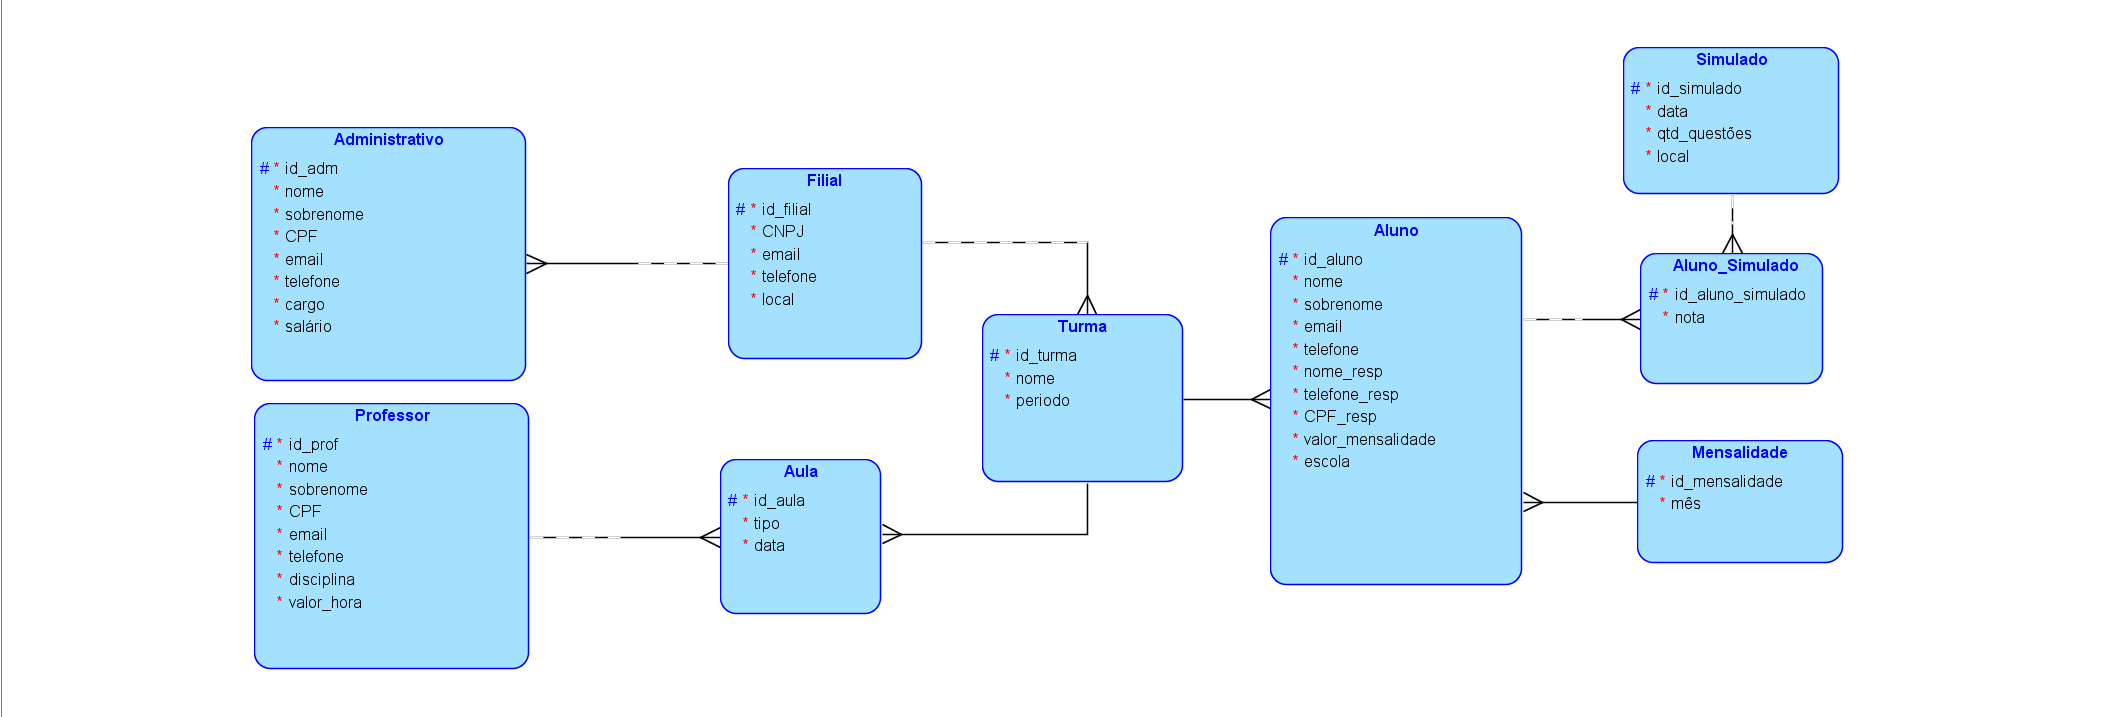 Administrativo
# * id_adm
* nome
* sobrenome
* CPF
* email
* telefone
* cargo
* salário
Professor
# * id_prof
* nome
* sobrenome
* CPF
* email
* telefone
* disciplina
* valor_hora
Filial
# * id_filial
* CNPJ
* email
* telefone
* local
Aula
# * id_aula
* tipo
* data
Turma
# * id_turma
* nome
* periodo
Aluno
# * id_aluno
* nome
* sobrenome
* email
* telefone
* nome_resp
* telefone_resp
* CPF_resp
* valor_mensalidade
* escola
Simulado
# * id_simulado
* data
* qtd_questões
* local
Aluno_Simulado
# * id_aluno_simulado
* nota
Mensalidade
# * id_mensalidade
* mês